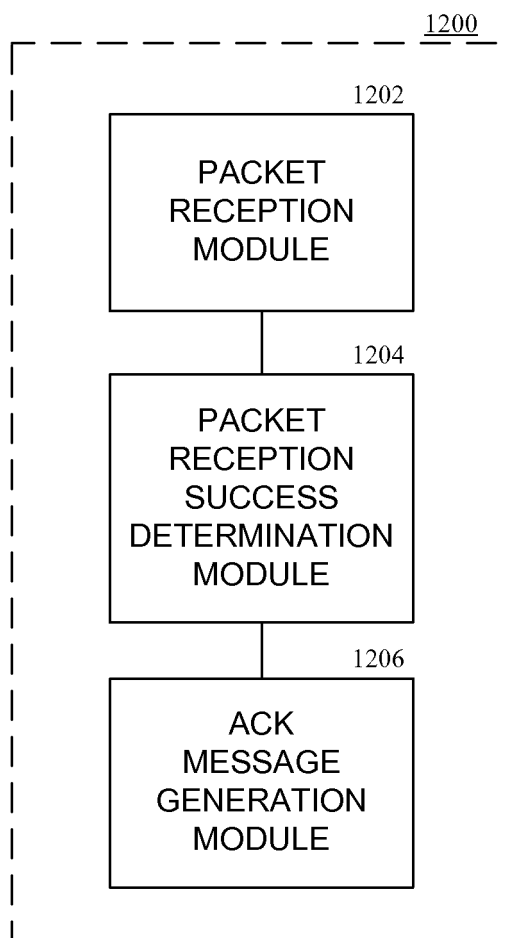 1200
1202
PACKET
RECEPTION
MODULE
1204
PACKET
RECEPTION
SUCCESS
DETERMINATION
MODULE
1206
ACK
MESSAGE
GENERATION
MODULE